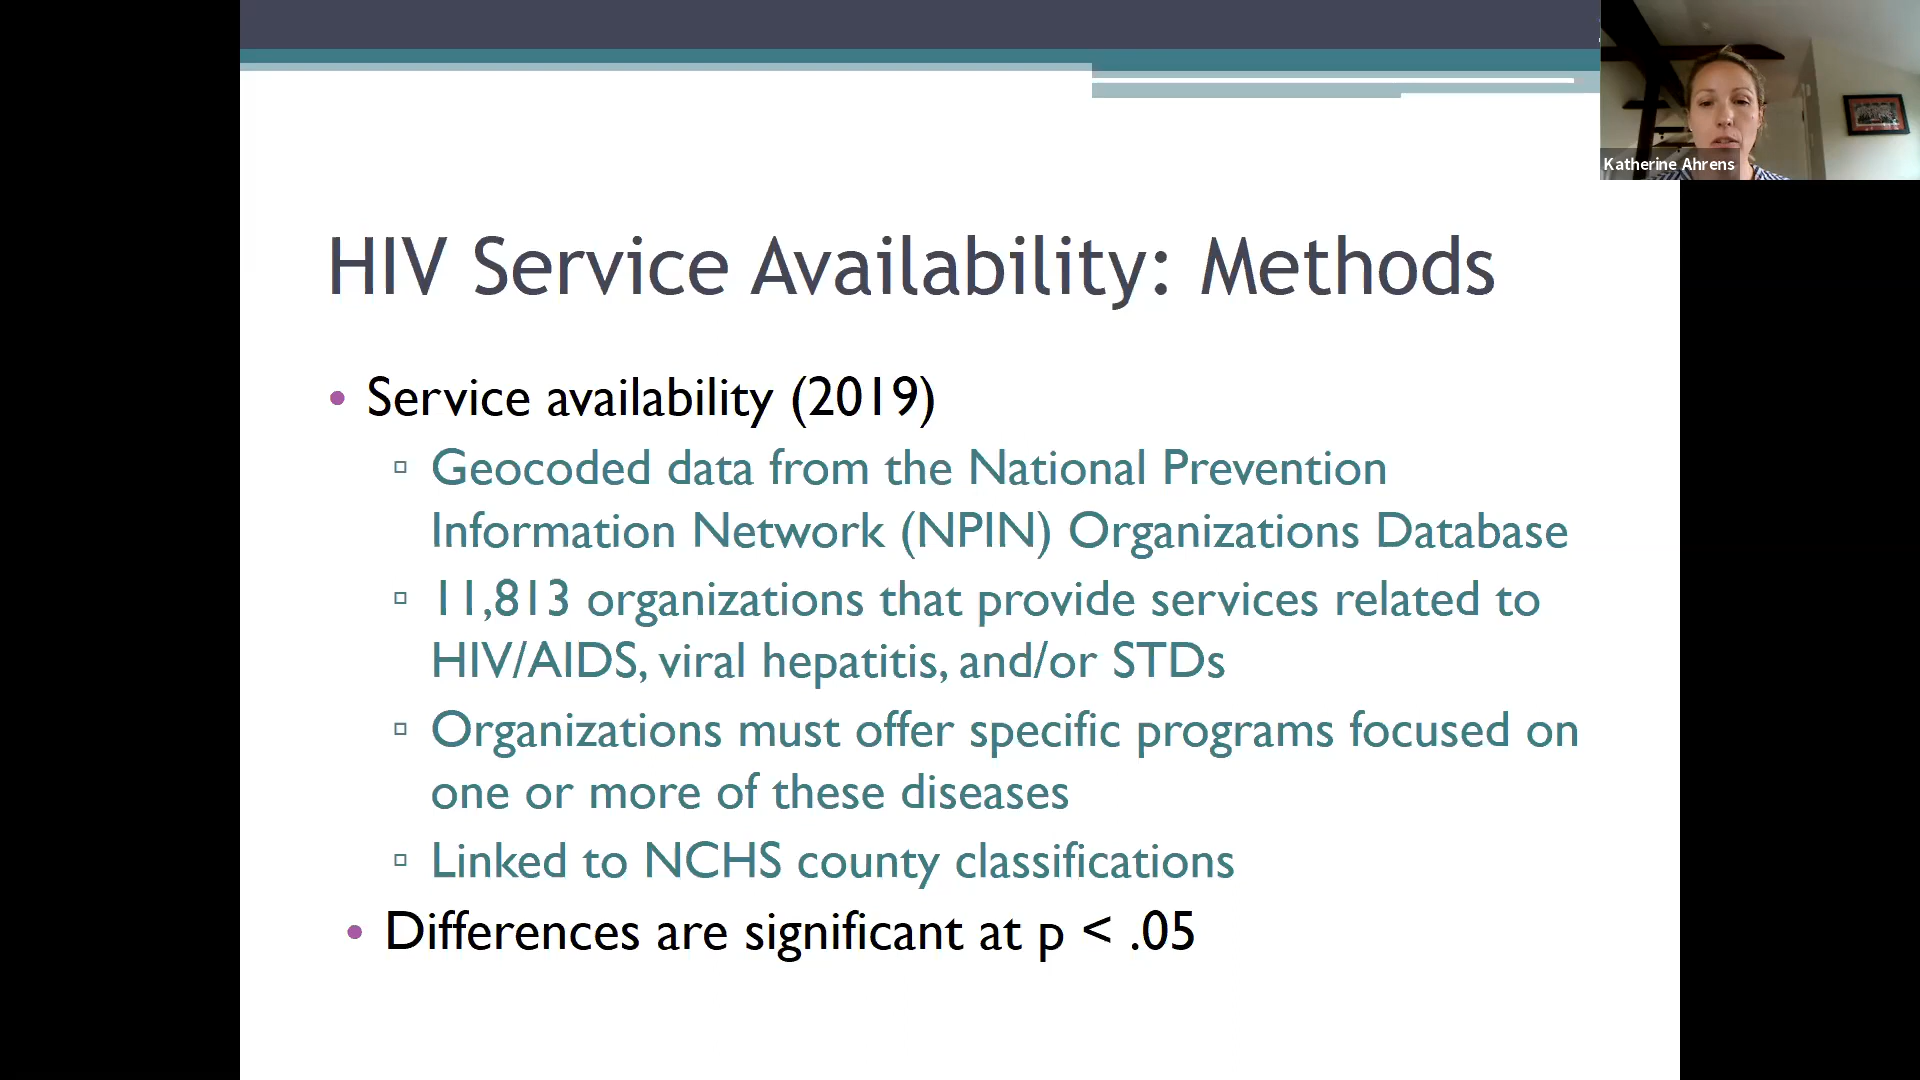 Katherine Ahrens
HIV Service Availability: Methods
• Service availability (2019)
▫ Geocoded data from the National Prevention
Information Network (NPIN) Organizations Database
▫ 11,813 organizations that provide services related to
HIV/AIDS, viral hepatitis, and/or STDs
▫ Organizations must offer specific programs focused on
one or more of these diseases
▫ Linked to NCHS county classifications
• Differences are significant at p < .05